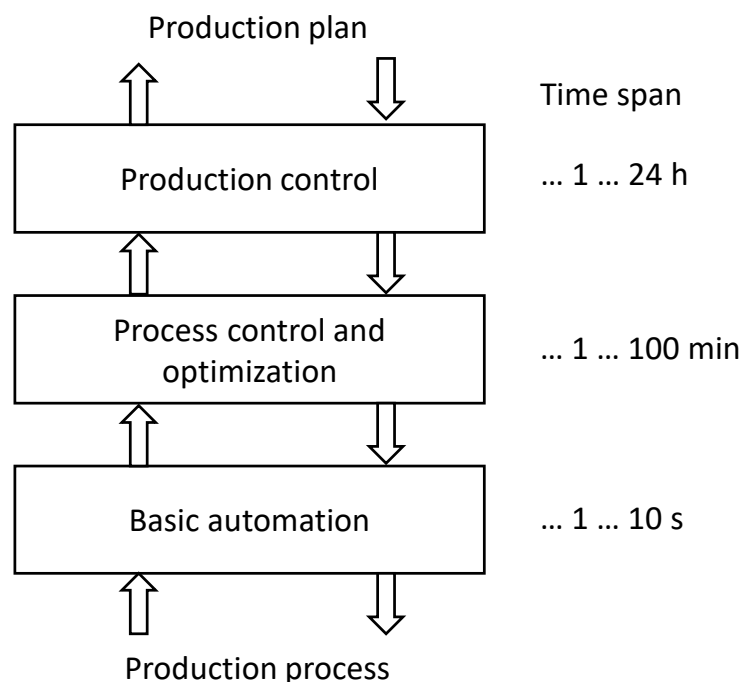 Production plan
Time span
Production control
... 1 ... 24 h
Process control and
optimization
... 1 ... 100 min
Basic automation
... 1 ... 10 s
Production process